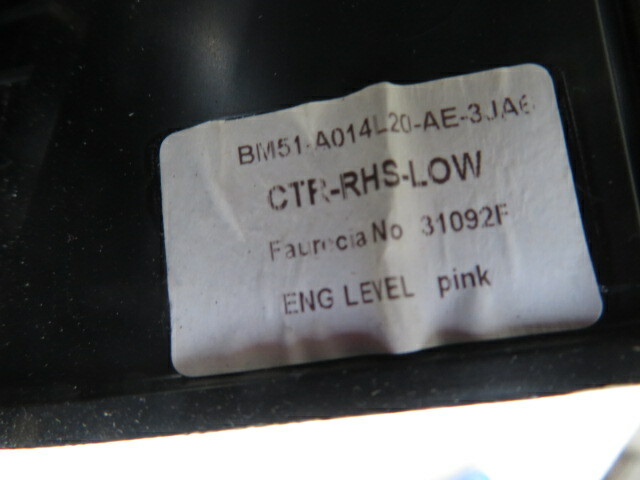 BM51-A014L20-AE-3JA6
CTR-RHS-LOW
Faurecia No 31092F
ENG LEVEL pink